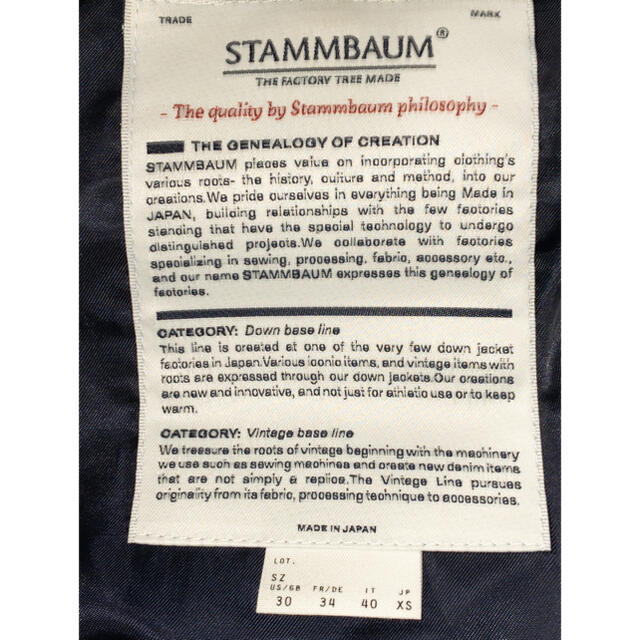 TRADE MARK
STAMMBAUM®
THE FACTORY TREE MADE
- The quality by Stammbaum philosophy -
THE GENEALOGY OF CREATION
STAMMBAUM places value on incorporating clothing's
various roots- the history, culture and method, into our
creations.We pride ourselves in everything being Made in
JAPAN, building relationships with the few factories
standing that have the special technology to undergo
distinguished projects.We collaborate with factories
specializing in sewing, processing, fabric, accessory etc.,
and our name STAMMBAUM expresses this genealogy of
factories.
CATEGORY: Down base line
This line is created at one of the very few down jacket
factories in Japan.Various iconic items, and vintage items with
roots are expressed through our down jackets.Our creations
are new and innovative, and not just for athletic use or to keep
warm.
CATEGORY: Vintage base line
We treasure the roots of vintage beginning with the machinery
we use such as sewing machines and create new denim items
that are not simply a replica.The Vintage Line pursues
originality from its fabric, processing technique to accessories.
MADE IN JAPAN
LOT.
SZ
US/GB FR/DE IT JP
30 34 40 XS